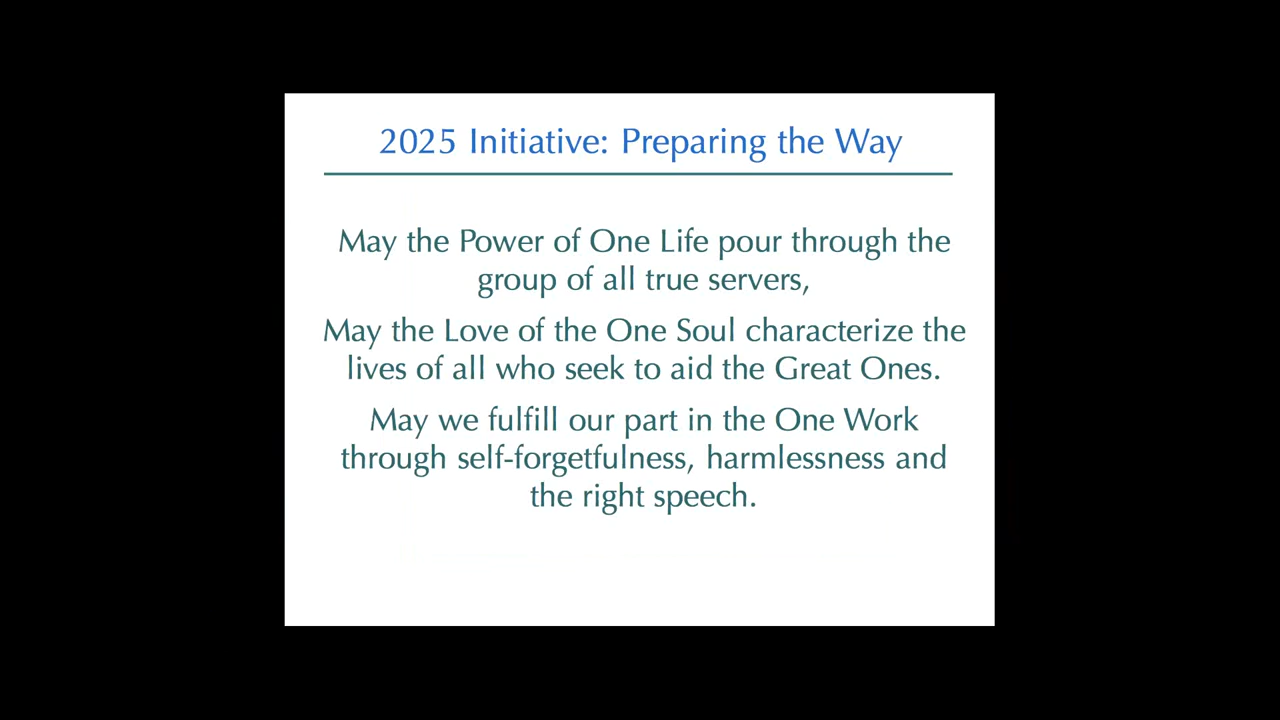 2025 Initiative: Preparing the Way
May the Power of One Life pour through the
group of all true servers,
May the Love of the One Soul characterize the
lives of all who seek to aid the Great Ones.
May we fulfill our part in the One Work
through self-forgetfulness, harmlessness and
the right speech.